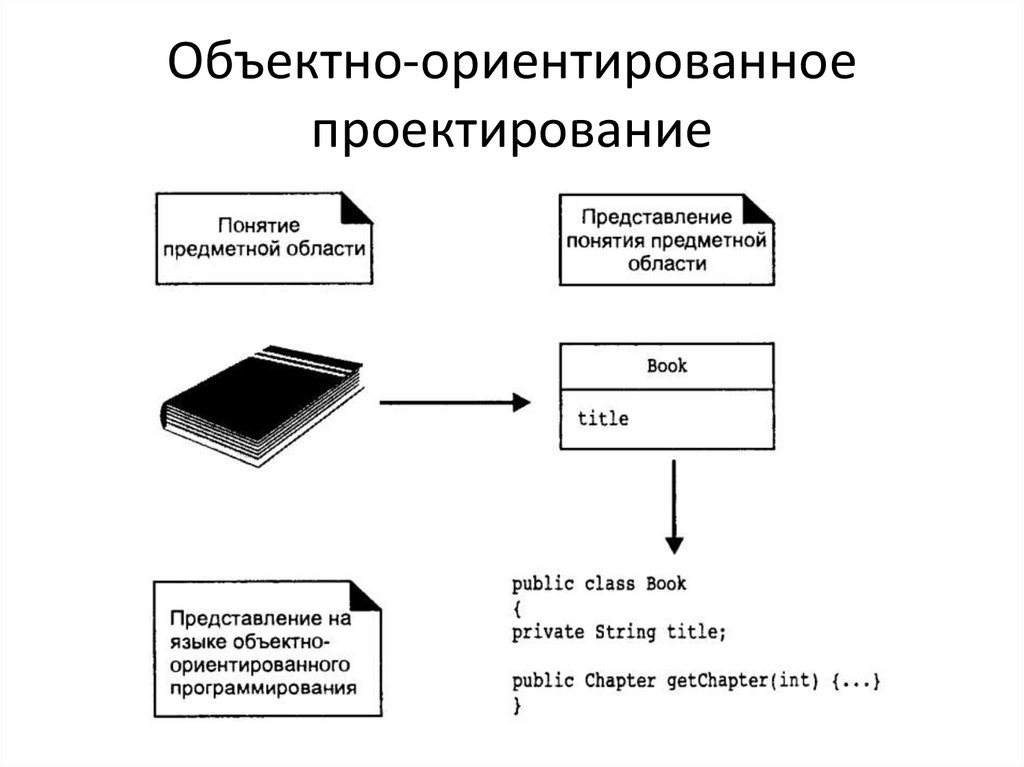 Объектно-ориентированное
проектирование
Понятие
предметной области
Представление
понятия предметной
области
Book
title
Представление на
языке объектно-
ориентированного
программирования
public class Book
{
private String title;
public Chapter getChapter(int) {...}
}